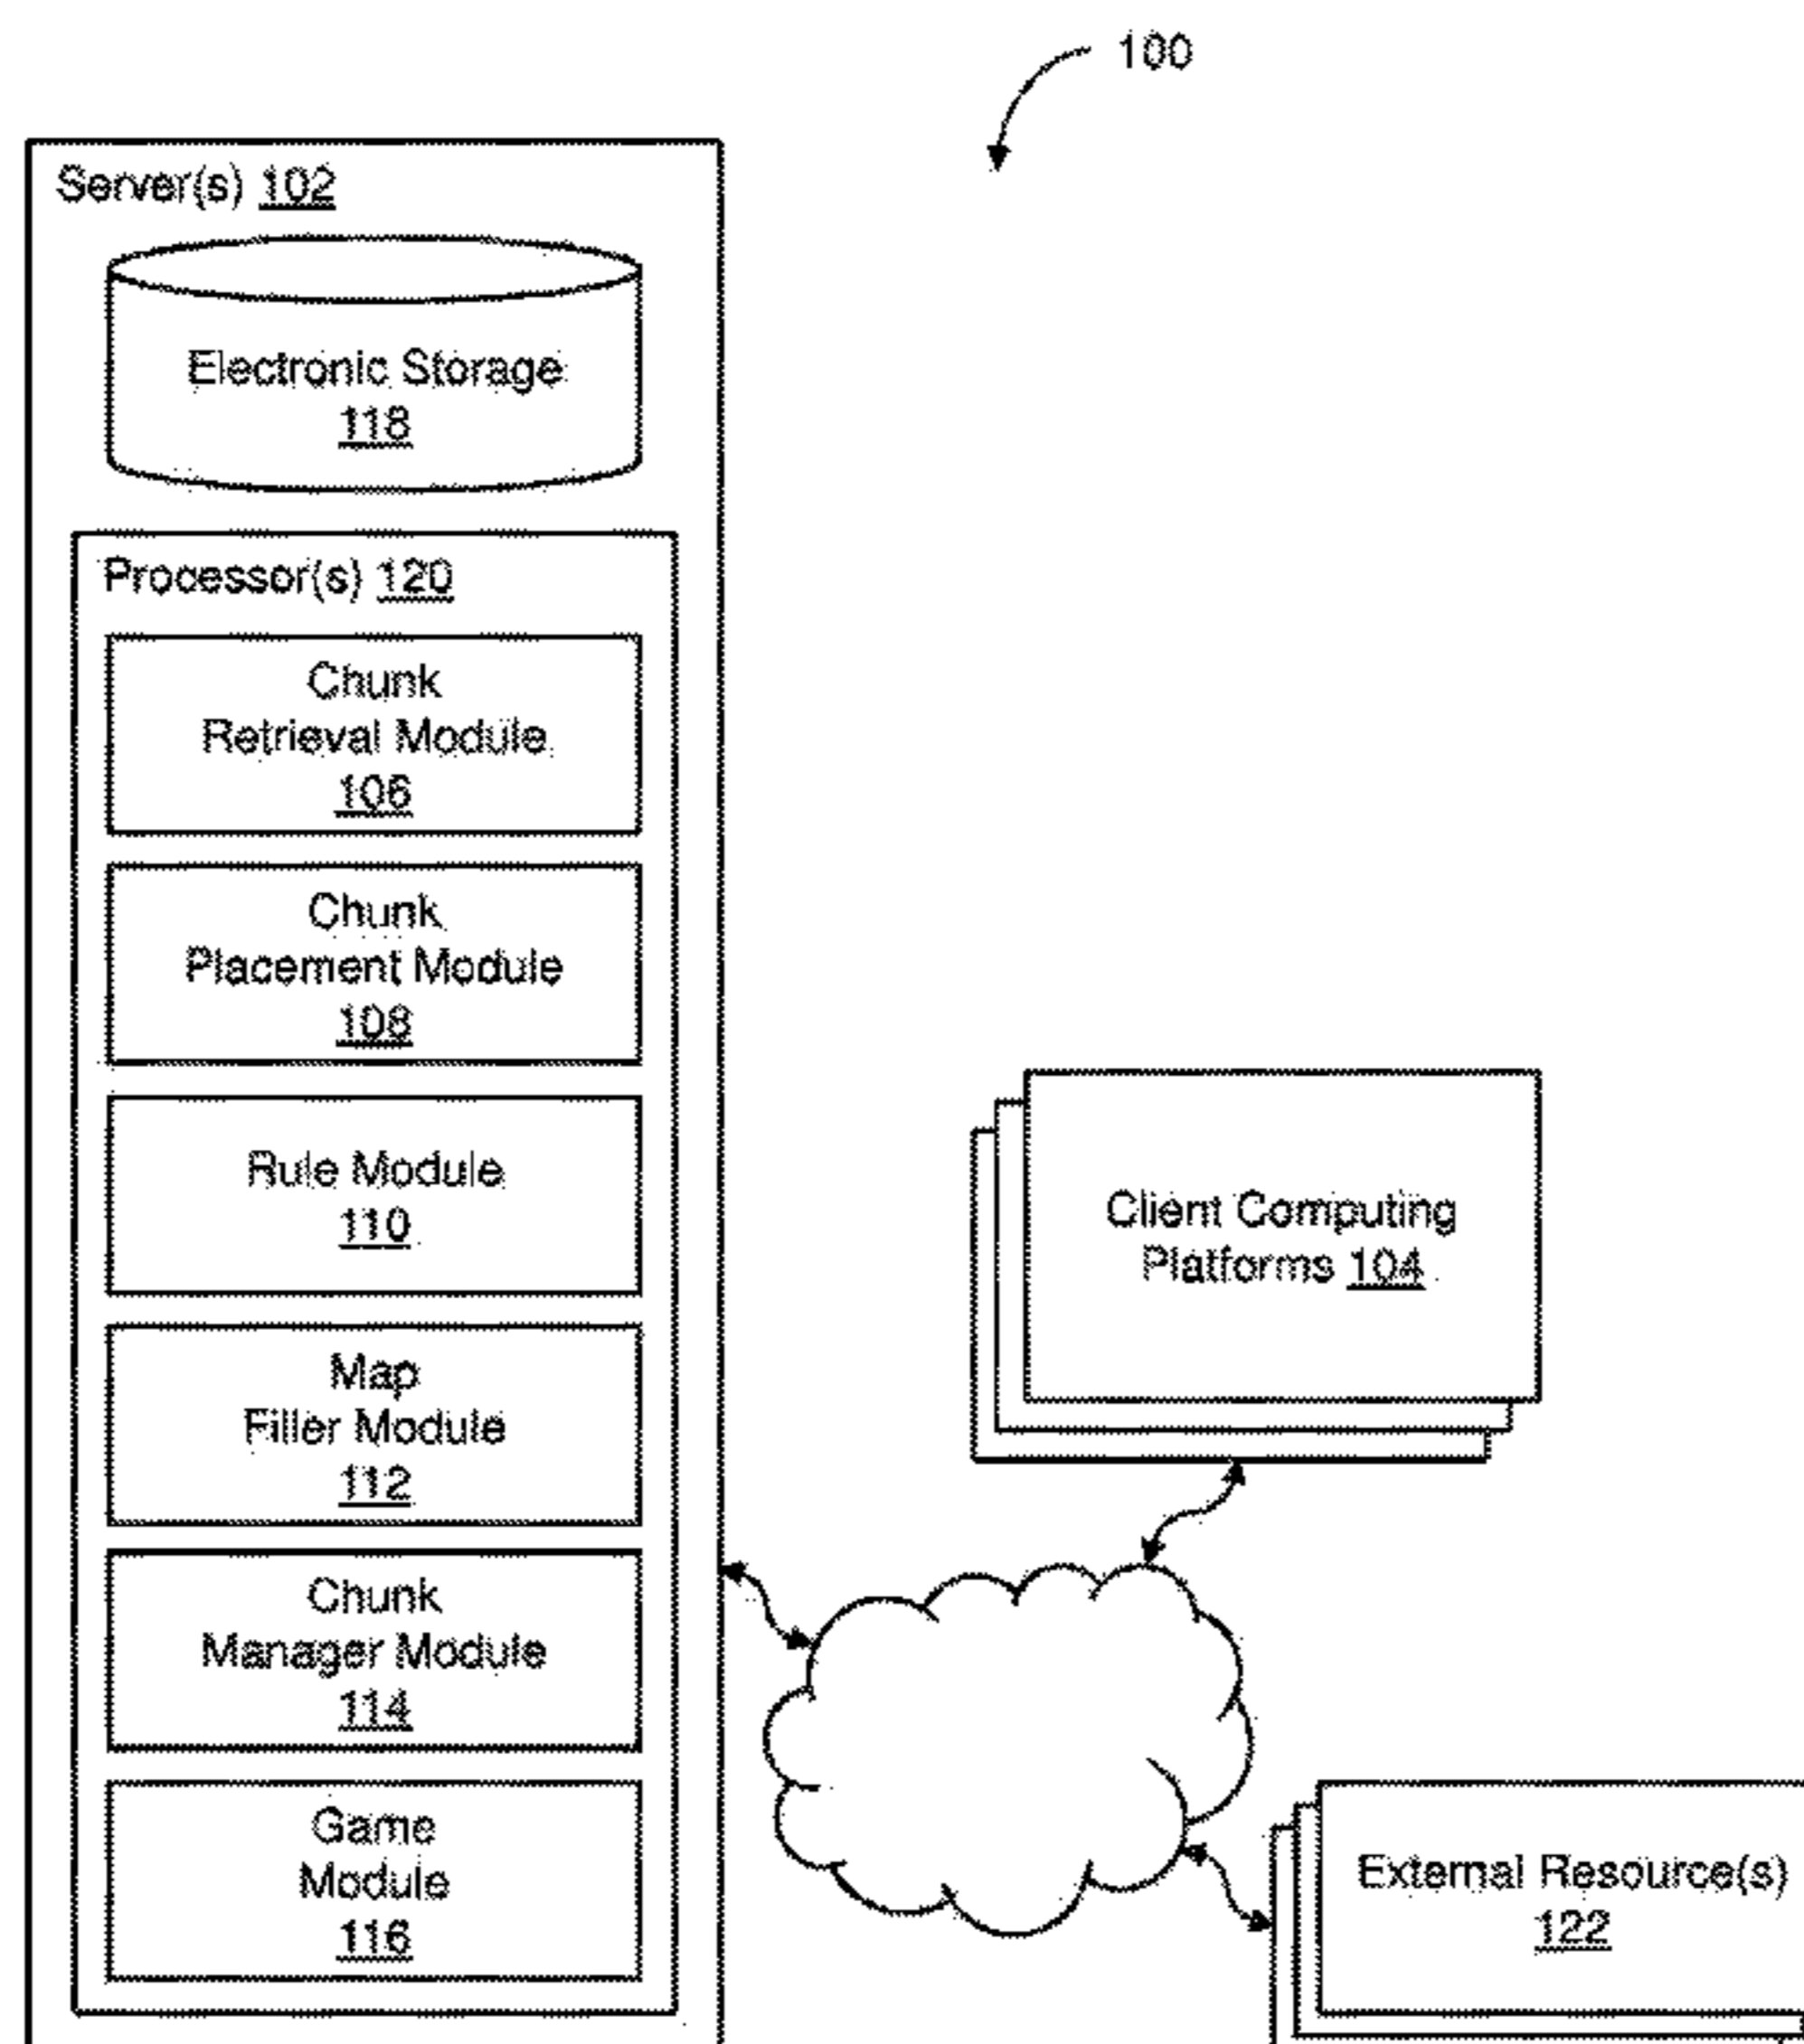 100
Server(s) 102
Electronic Storage
118
Processor(s) 120
Chunk
Retrieval Module
106
Chunk
Placement Module
108
Rule Module
110
Map
Filler Module
112
Chunk
Manager Module
114
Game
Module
116
Client Computing
Platforms 104
External Resource(s)
122